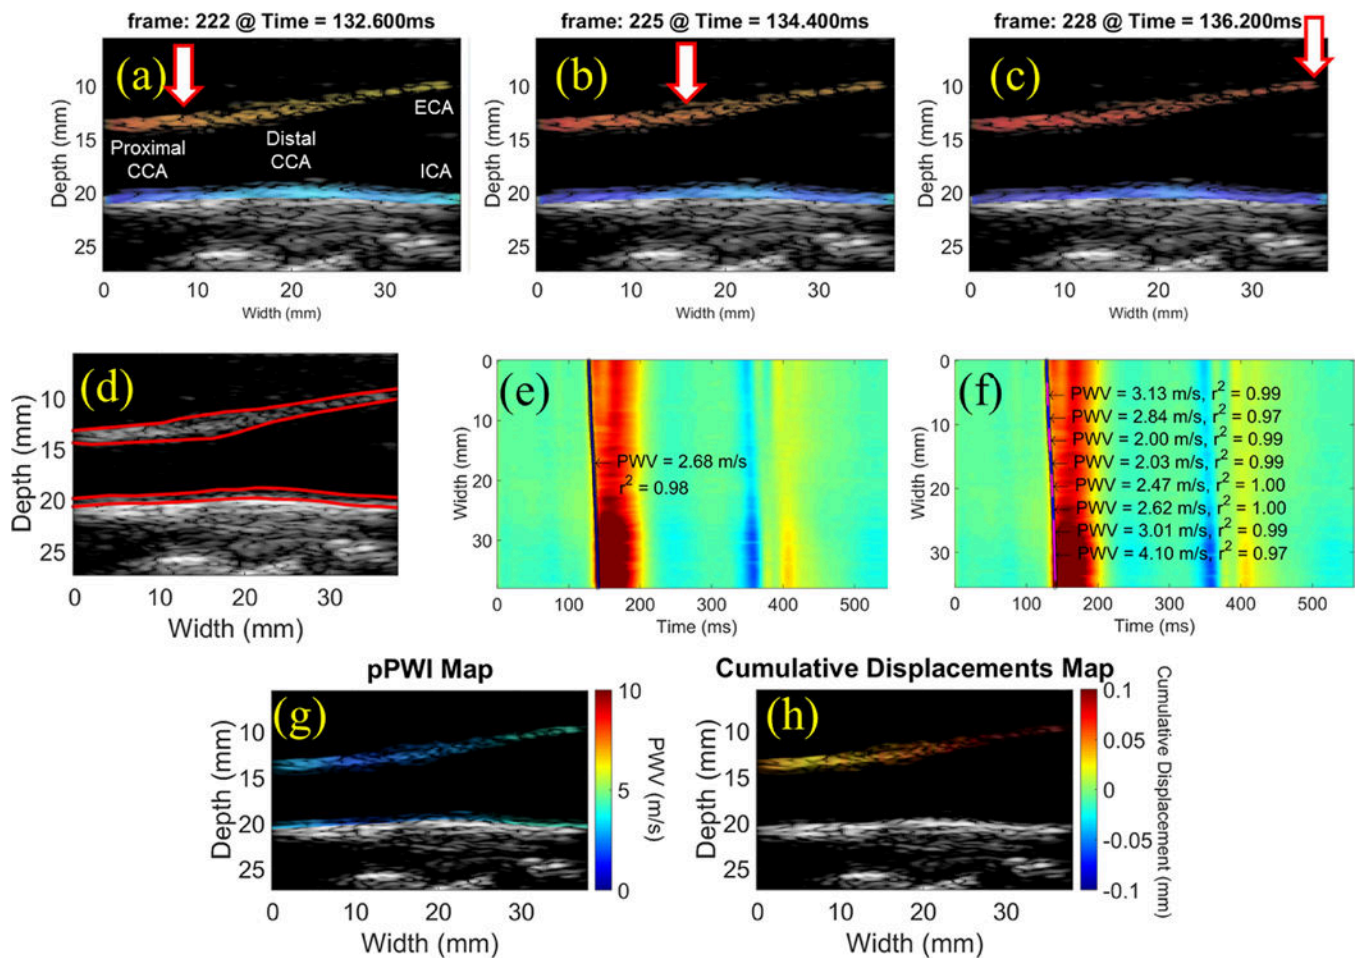 frame: 222 @ Time = 132.600ms
frame: 225 @ Time = 134.400ms
frame: 228 @ Time = 136.200ms
(a)
Depth (mm)
10
15
20
25
ECA
Proximal
CCA
Distal
CCA
ICA
0
10
20
30
Width (mm)
(b)
Depth (mm)
10
15
20
25
0
10
20
30
Width (mm)
(c)
Depth (mm)
10
15
20
25
0
10
20
30
Width (mm)
(d)
Depth (mm)
10
15
20
25
0
10
20
30
Width (mm)
(e)
Width (mm)
0
10
20
30
PWV = 2.68 m/s
r² = 0.98
0
100
200
300
400
500
Time (ms)
(f)
Width (mm)
0
10
20
30
PWV = 3.13 m/s, r² = 0.99
PWV = 2.84 m/s, r² = 0.97
PWV = 2.00 m/s, r² = 0.99
PWV = 2.03 m/s, r² = 0.99
PWV = 2.47 m/s, r² = 1.00
PWV = 2.62 m/s, r² = 1.00
PWV = 3.01 m/s, r² = 0.99
PWV = 4.10 m/s, r² = 0.97
0
100
200
300
400
500
Time (ms)
pPWI Map
(g)
Depth (mm)
10
15
20
25
0
10
20
30
Width (mm)
10
5
0
PWV (m/s)
Cumulative Displacements Map
(h)
Depth (mm)
10
15
20
25
0
10
20
30
Width (mm)
0.1
0.05
0
-0.05
-0.1
Cumulative Displacement (mm)